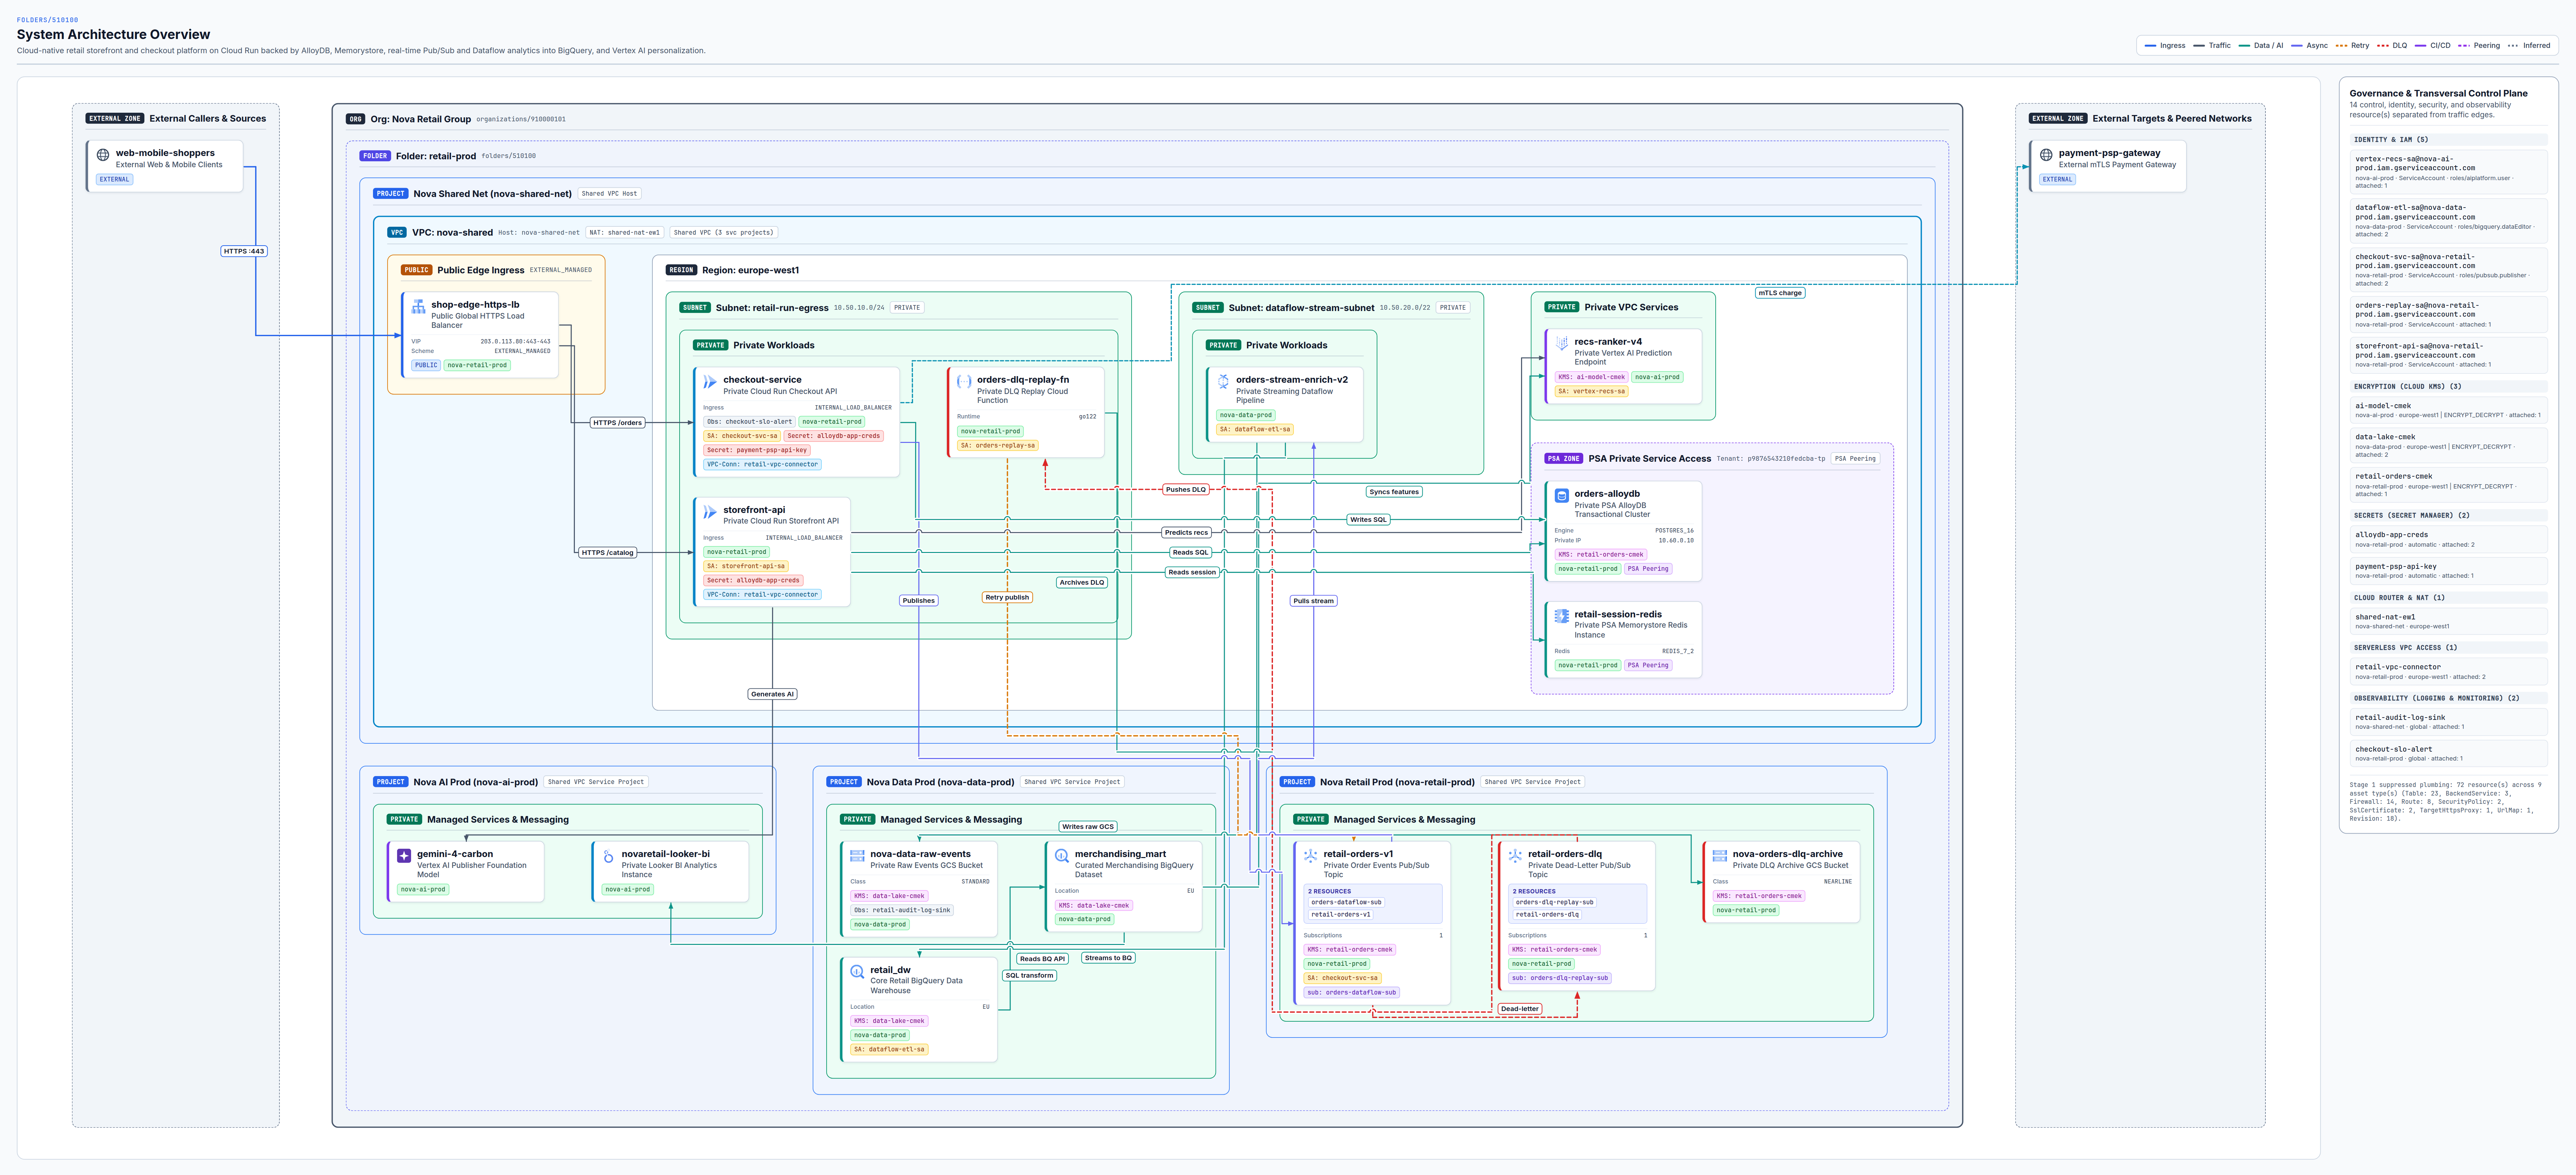 FOLDERS/510100
System Architecture Overview
Cloud-native retail storefront and checkout platform on Cloud Run backed by AlloyDB, Memorystore, real-time Pub/Sub and Dataflow analytics into BigQuery, and Vertex AI personalization.
Ingress
Traffic
Data / AI
Async
Retry
DLQ
CI/CD
Peering
Inferred
EXTERNAL ZONE External Callers & Sources
web-mobile-shoppers
External Web & Mobile Clients
EXTERNAL
HTTPS :443
ORG Org: Nova Retail Group organizations/910000101
FOLDER Folder: retail-prod folders/510100
PROJECT Nova Shared Net (nova-shared-net) Shared VPC Host
VPC VPC: nova-shared Host: nova-shared-net NAT: shared-nat-ew1 Shared VPC (3 svc projects)
PUBLIC Public Edge Ingress EXTERNAL_MANAGED
shop-edge-https-lb
Public Global HTTPS Load
Balancer
VIP 203.0.113.80:443-443
Scheme EXTERNAL_MANAGED
PUBLIC nova-retail-prod
HTTPS /orders
HTTPS /catalog
REGION Region: europe-west1
SUBNET Subnet: retail-run-egress 10.50.10.0/24 PRIVATE
PRIVATE Private Workloads
checkout-service
Private Cloud Run Checkout API
Ingress INTERNAL_LOAD_BALANCER
Obs: checkout-slo-alert nova-retail-prod
SA: checkout-svc-sa Secret: alloydb-app-creds
Secret: payment-psp-api-key
VPC-Conn: retail-vpc-connector
orders-dlq-replay-fn
Private DLQ Replay Cloud
Function
Runtime go122
nova-retail-prod
SA: orders-replay-sa
storefront-api
Private Cloud Run Storefront API
Ingress INTERNAL_LOAD_BALANCER
nova-retail-prod
SA: storefront-api-sa
Secret: alloydb-app-creds
VPC-Conn: retail-vpc-connector
SUBNET Subnet: dataflow-stream-subnet 10.50.20.0/22 PRIVATE
PRIVATE Private Workloads
orders-stream-enrich-v2
Private Streaming Dataflow
Pipeline
nova-data-prod
SA: dataflow-etl-sa
PRIVATE Private VPC Services
recs-ranker-v4
Private Vertex AI Prediction
Endpoint
KMS: ai-model-cmek nova-ai-prod
SA: vertex-recs-sa
mTLS charge
PSA ZONE PSA Private Service Access Tenant: p9876543210fedcba-tp PSA Peering
orders-alloydb
Private PSA AlloyDB
Transactional Cluster
Engine POSTGRES_16
Private IP 10.60.0.10
KMS: retail-orders-cmek
nova-retail-prod PSA Peering
retail-session-redis
Private PSA Memorystore Redis
Instance
Redis REDIS_7_2
nova-retail-prod PSA Peering
Pushes DLQ
Syncs features
Writes SQL
Predicts recs
Reads SQL
Reads session
Archives DLQ
Publishes
Retry publish
Pulls stream
Generates AI
PROJECT Nova AI Prod (nova-ai-prod) Shared VPC Service Project
PRIVATE Managed Services & Messaging
gemini-4-carbon
Vertex AI Publisher Foundation
Model
nova-ai-prod
novaretail-looker-bi
Private Looker BI Analytics
Instance
nova-ai-prod
PROJECT Nova Data Prod (nova-data-prod) Shared VPC Service Project
PRIVATE Managed Services & Messaging
Writes raw GCS
nova-data-raw-events
Private Raw Events GCS Bucket
Class STANDARD
KMS: data-lake-cmek
Obs: retail-audit-log-sink
nova-data-prod
merchandising_mart
Curated Merchandising BigQuery
Dataset
Location EU
KMS: data-lake-cmek
nova-data-prod
Reads BQ API
Streams to BQ
SQL transform
retail_dw
Core Retail BigQuery Data
Warehouse
Location EU
KMS: data-lake-cmek
nova-data-prod
SA: dataflow-etl-sa
PROJECT Nova Retail Prod (nova-retail-prod) Shared VPC Service Project
PRIVATE Managed Services & Messaging
retail-orders-v1
Private Order Events Pub/Sub
Topic
2 RESOURCES
orders-dataflow-sub
retail-orders-v1
Subscriptions 1
KMS: retail-orders-cmek
nova-retail-prod
SA: checkout-svc-sa
sub: orders-dataflow-sub
retail-orders-dlq
Private Dead-Letter Pub/Sub
Topic
2 RESOURCES
orders-dlq-replay-sub
retail-orders-dlq
Subscriptions 1
KMS: retail-orders-cmek
nova-retail-prod
sub: orders-dlq-replay-sub
Dead-letter
nova-orders-dlq-archive
Private DLQ Archive GCS Bucket
Class NEARLINE
KMS: retail-orders-cmek
nova-retail-prod
EXTERNAL ZONE External Targets & Peered Networks
payment-psp-gateway
External mTLS Payment Gateway
EXTERNAL
Governance & Transversal Control Plane
14 control, identity, security, and observability
resource(s) separated from traffic edges.
IDENTITY & IAM (5)
vertex-recs-sa@nova-ai-
prod.iam.gserviceaccount.com
nova-ai-prod · ServiceAccount · roles/aiplatform.user ·
attached: 1
dataflow-etl-sa@nova-data-
prod.iam.gserviceaccount.com
nova-data-prod · ServiceAccount · roles/bigquery.dataEditor ·
attached: 2
checkout-svc-sa@nova-retail-
prod.iam.gserviceaccount.com
nova-retail-prod · ServiceAccount · roles/pubsub.publisher ·
attached: 2
orders-replay-sa@nova-retail-
prod.iam.gserviceaccount.com
nova-retail-prod · ServiceAccount · attached: 1
storefront-api-sa@nova-retail-
prod.iam.gserviceaccount.com
nova-retail-prod · ServiceAccount · attached: 1
ENCRYPTION (CLOUD KMS) (3)
ai-model-cmek
nova-ai-prod · europe-west1 | ENCRYPT_DECRYPT · attached: 1
data-lake-cmek
nova-data-prod · europe-west1 | ENCRYPT_DECRYPT ·
attached: 2
retail-orders-cmek
nova-retail-prod · europe-west1 | ENCRYPT_DECRYPT ·
attached: 1
SECRETS (SECRET MANAGER) (2)
alloydb-app-creds
nova-retail-prod · automatic · attached: 2
payment-psp-api-key
nova-retail-prod · automatic · attached: 1
CLOUD ROUTER & NAT (1)
shared-nat-ew1
nova-shared-net · europe-west1
SERVERLESS VPC ACCESS (1)
retail-vpc-connector
nova-retail-prod · europe-west1 · attached: 2
OBSERVABILITY (LOGGING & MONITORING) (2)
retail-audit-log-sink
nova-shared-net · global · attached: 1
checkout-slo-alert
nova-retail-prod · global · attached: 1
Stage 1 suppressed plumbing: 72 resource(s) across 9
asset type(s) (Table: 23, BackendService: 3,
Firewall: 14, Route: 8, SecurityPolicy: 2,
SslCertificate: 2, TargetHttpsProxy: 1, UrlMap: 1,
Revision: 18).